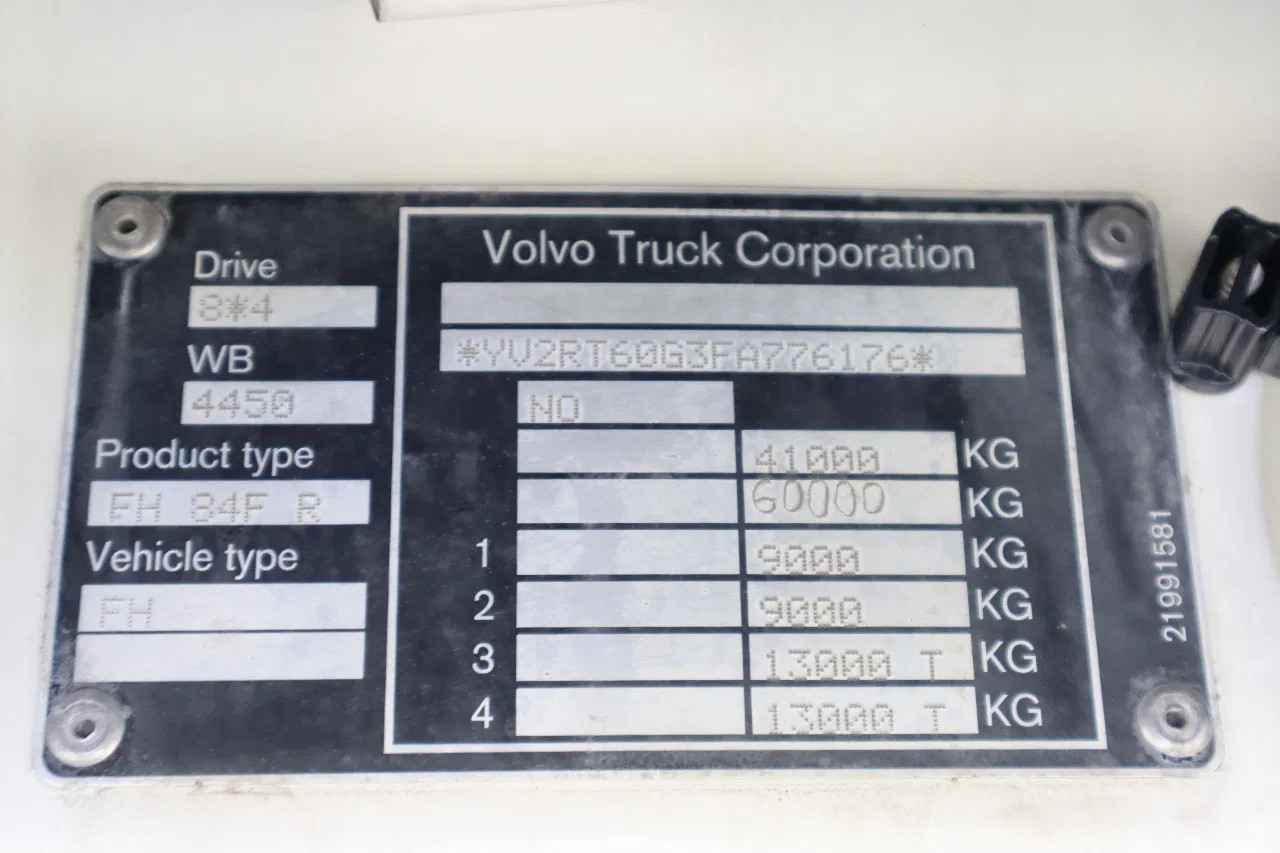 Volvo Truck Corporation
Drive
8*4
*YV2RT60G3FA776176*
WB
4450
NO
Product type
41000 KG
FH 84F R
60000 KG
Vehicle type
1 9000 KG
FH
2 9000 KG
3 13000 T KG
4 13000 T KG
21991581